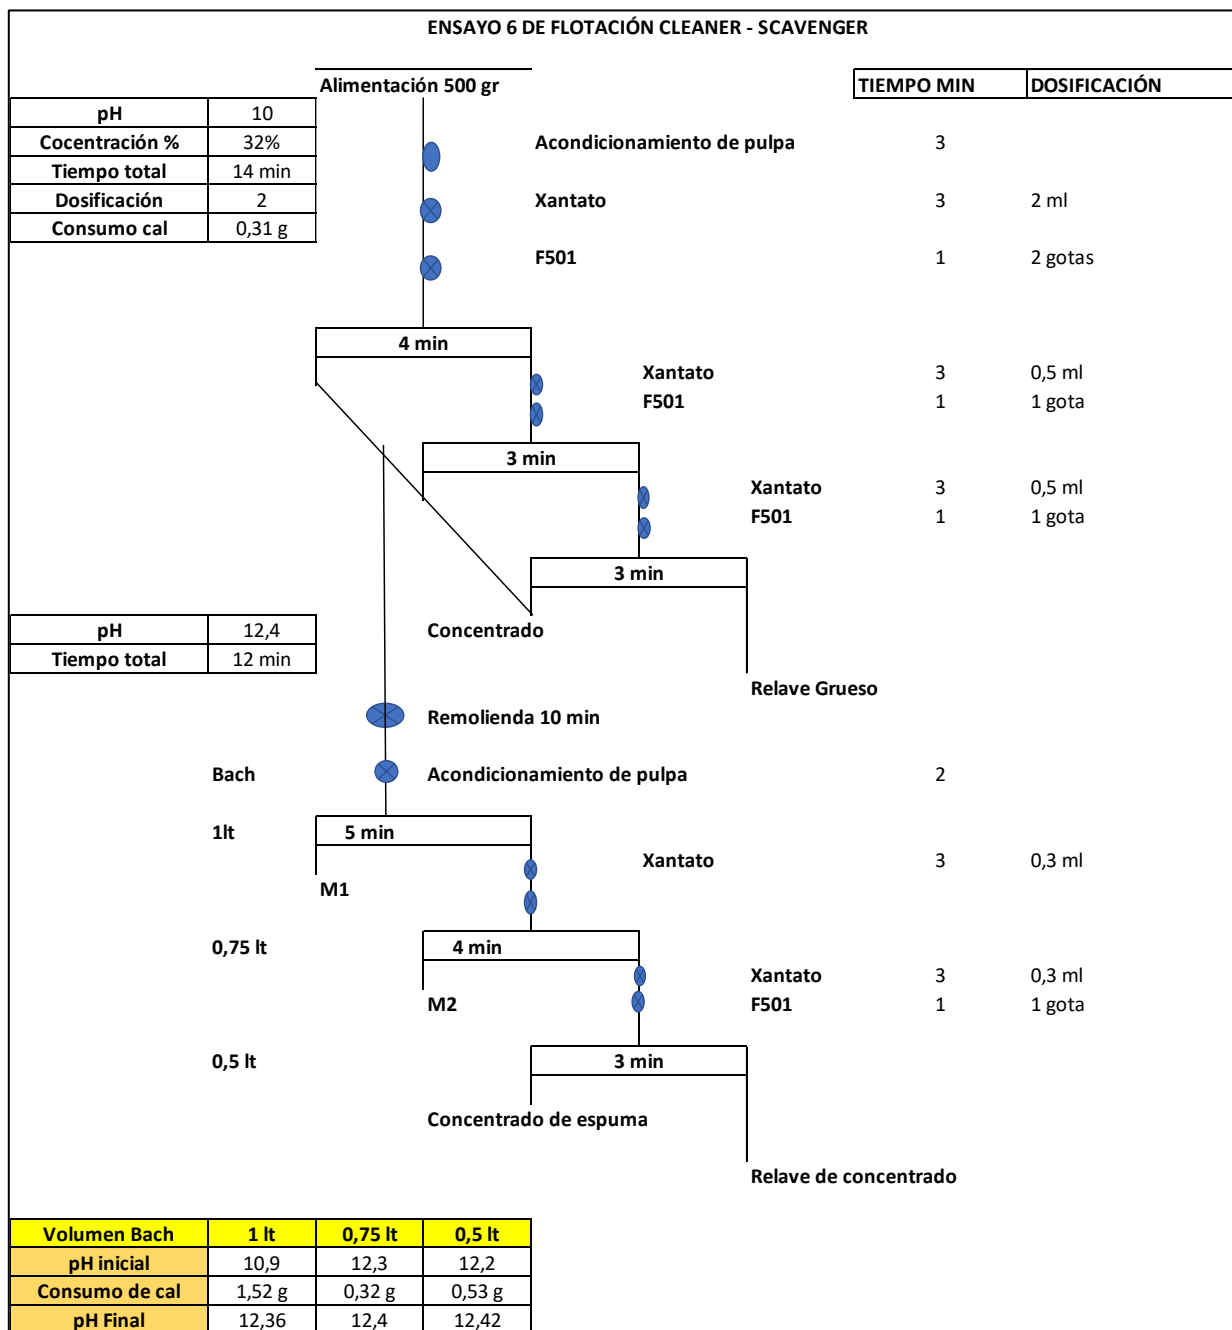 ENSAYO 6 DE FLOTACIÓN CLEANER - SCAVENGER
Alimentación 500 gr TIEMPO MIN DOSIFICACIÓN
pH 10
Cocentración % 32% Acondicionamiento de pulpa 3
Tiempo total 14 min
Dosificación 2 Xantato 3 2 ml
Consumo cal 0,31 g
F501 1 2 gotas
4 min
Xantato 3 0,5 ml
F501 1 1 gota
3 min
Xantato 3 0,5 ml
F501 1 1 gota
3 min
pH 12,4 Concentrado
Tiempo total 12 min
Relave Grueso
Remolienda 10 min
Bach Acondicionamiento de pulpa 2
1lt 5 min
Xantato 3 0,3 ml
M1
0,75 lt 4 min
Xantato 3 0,3 ml
M2 F501 1 1 gota
0,5 lt 3 min
Concentrado de espuma
Relave de concentrado
Volumen Bach 1 lt 0,75 lt 0,5 lt
pH inicial 10,9 12,3 12,2
Consumo de cal 1,52 g 0,32 g 0,53 g
pH Final 12,36 12,4 12,42